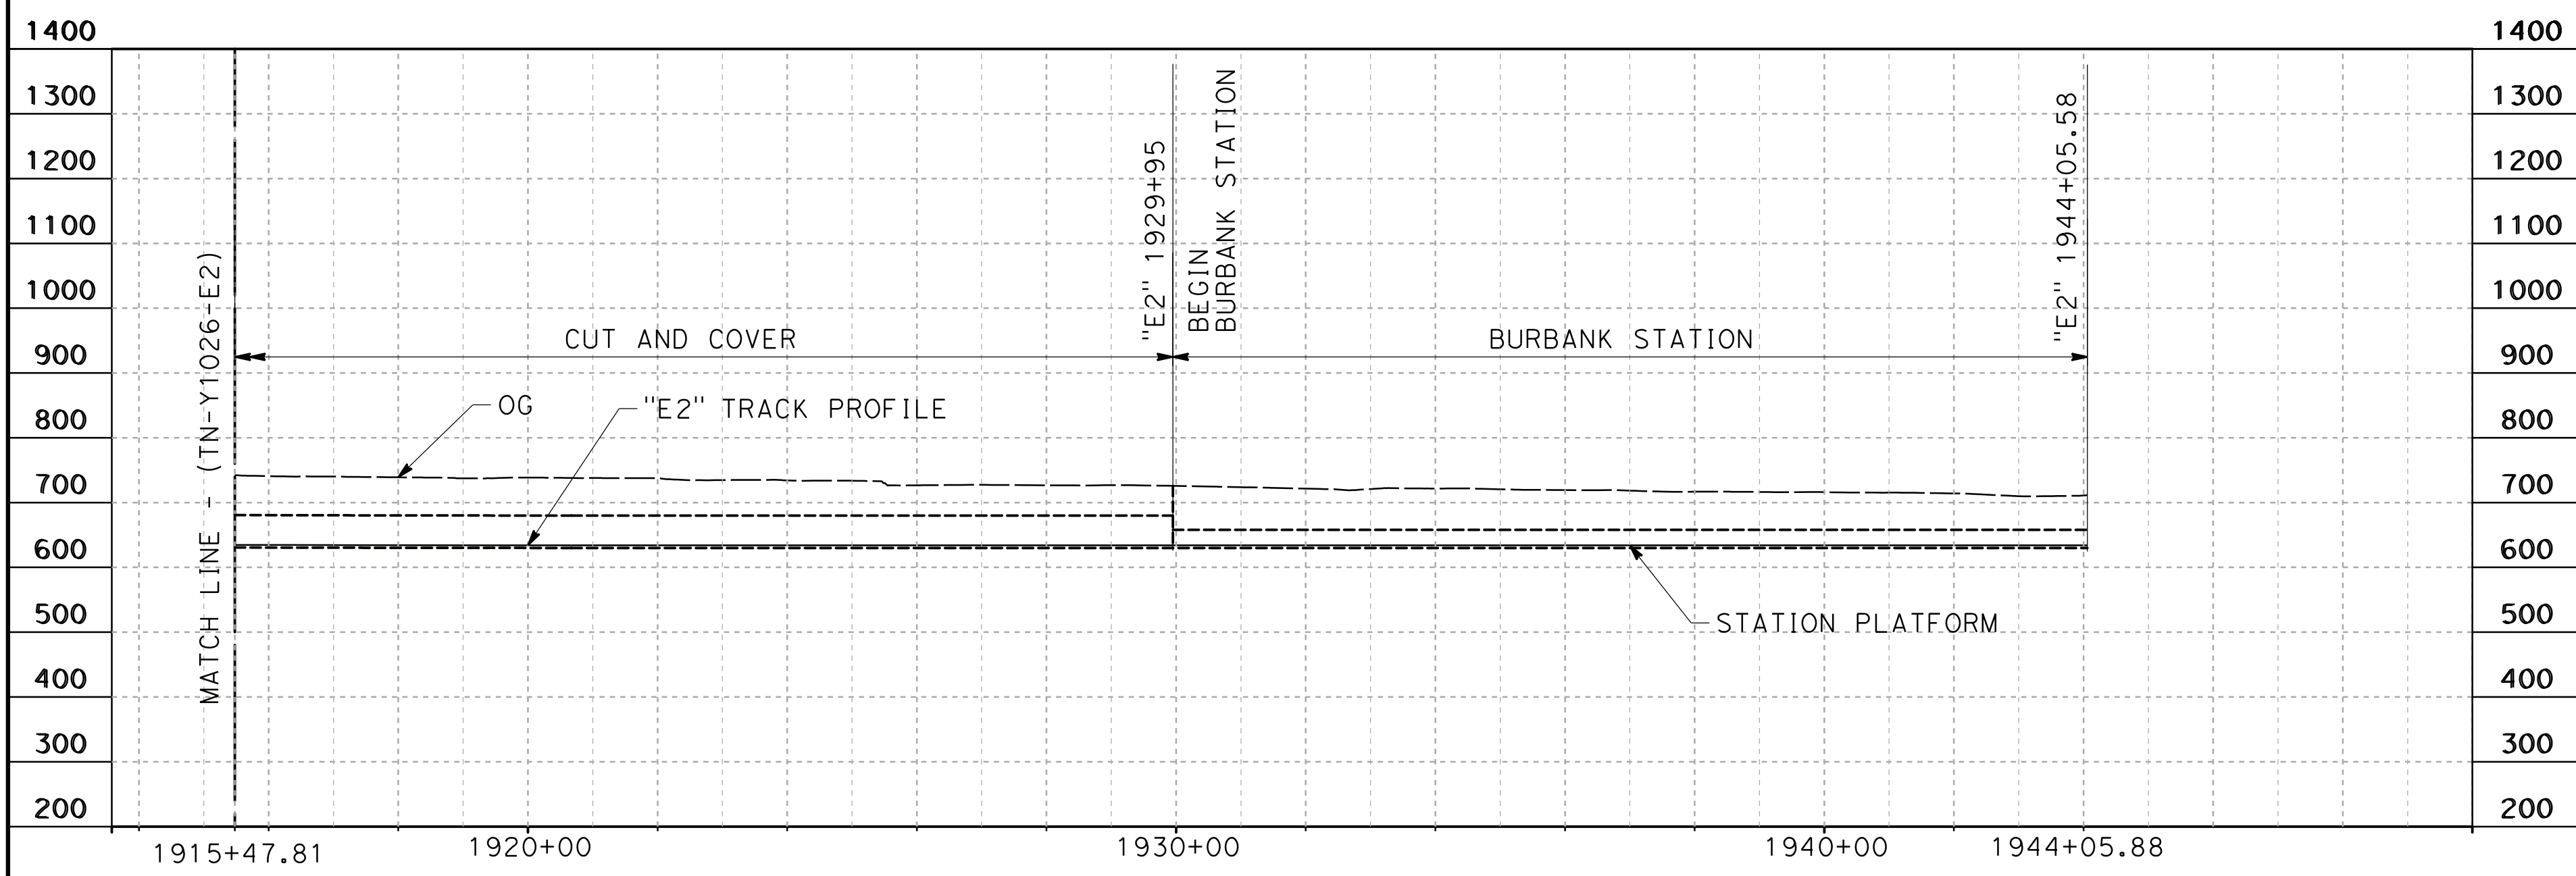 1400 1400
1300 1300
1200 1200
1100 1100
1000 1000
900 900
800 800
700 700
600 600
500 500
400 400
300 300
200 200
MATCH LINE - (TN-Y1026-E2)
CUT AND COVER
OG
"E2" TRACK PROFILE
"E2" 1929+95
BEGIN
BURBANK STATION
BURBANK STATION
"E2" 1944+05.58
STATION PLATFORM
1915+47.81
1920+00
1930+00
1940+00
1944+05.88